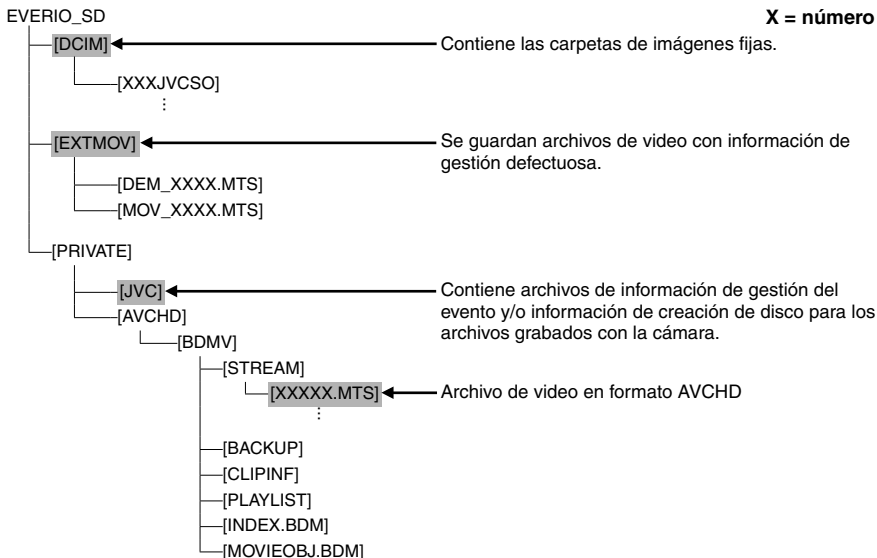 EVERIO_SD
X = número
[DCIM]
Contiene las carpetas de imágenes fijas.
[XXXJVCSO]
[EXTMOV]
Se guardan archivos de video con información de
gestión defectuosa.
[DEM_XXXX.MTS]
[MOV_XXXX.MTS]
[PRIVATE]
[JVC]
Contiene archivos de información de gestión del
evento y/o información de creación de disco para los
archivos grabados con la cámara.
[AVCHD]
[BDMV]
[STREAM]
[XXXXX.MTS]
Archivo de video en formato AVCHD
[BACKUP]
[CLIPINF]
[PLAYLIST]
[INDEX.BDM]
[MOVIEOBJ.BDM]